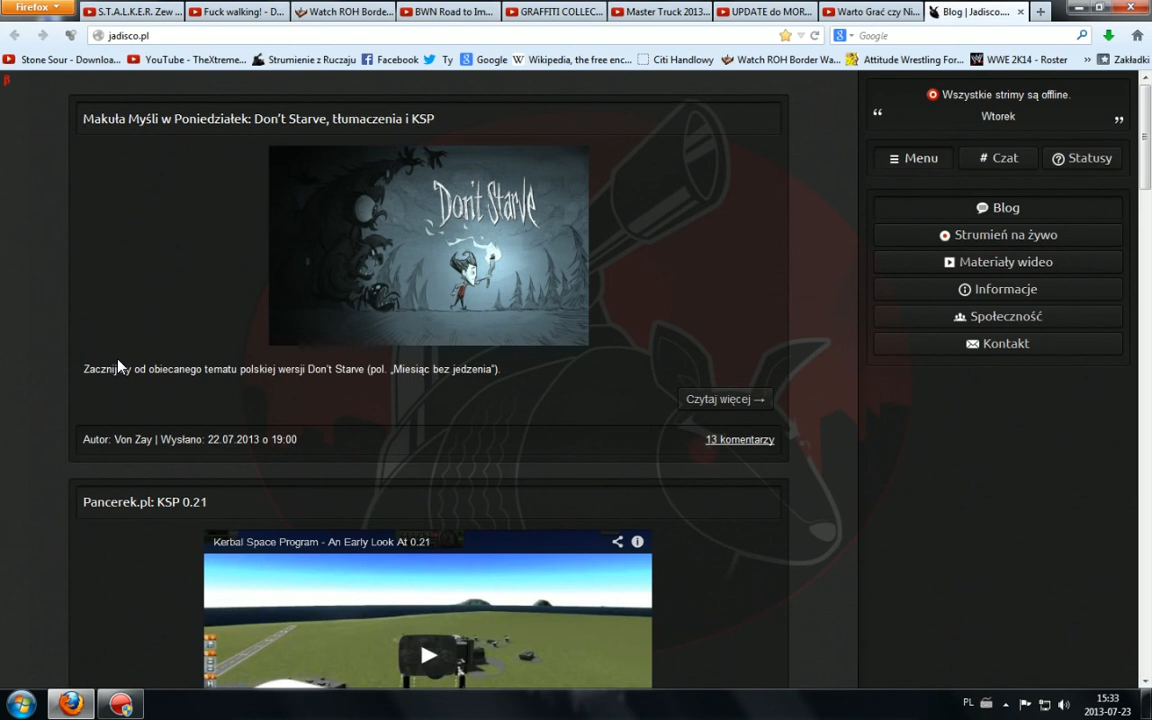 Firefox
S.T.A.L.K.E.R. Zew ...
Fuck walking! - D...
Watch ROH Borde...
BWN Road to Im...
GRAFFITI COLLEC...
Master Truck 2013...
UPDATE do MOR...
Warto Grać czy Ni...
Blog | Jadisco....
jadisco.pl
Google
Stone Sour - Downloa...
YouTube - TheXtreme...
Strumienie z Ruczaju
Facebook
Ty
Google
Wikipedia, the free enc...
Citi Handlowy
Watch ROH Border Wa...
Attitude Wrestling For...
WWE 2K14 - Roster
»
Zakładki
β
Makuła Myśli w Poniedziałek: Don't Starve, tłumaczenia i KSP
Don't Starve
Zacznijmy od obiecanego tematu polskiej wersji Don't Starve (pol. „Miesiąc bez jedzenia").
Czytaj więcej →
Autor: Von Zay | Wysłano: 22.07.2013 o 19:00
13 komentarzy
Pancerek.pl: KSP 0.21
Kerbal Space Program - An Early Look At 0.21
Wszystkie strimy są offline.
“ Wtorek ”
Menu
# Czat
Statusy
Blog
Strumień na żywo
Materiały wideo
Informacje
Społeczność
Kontakt
PL
15:33
2013-07-23